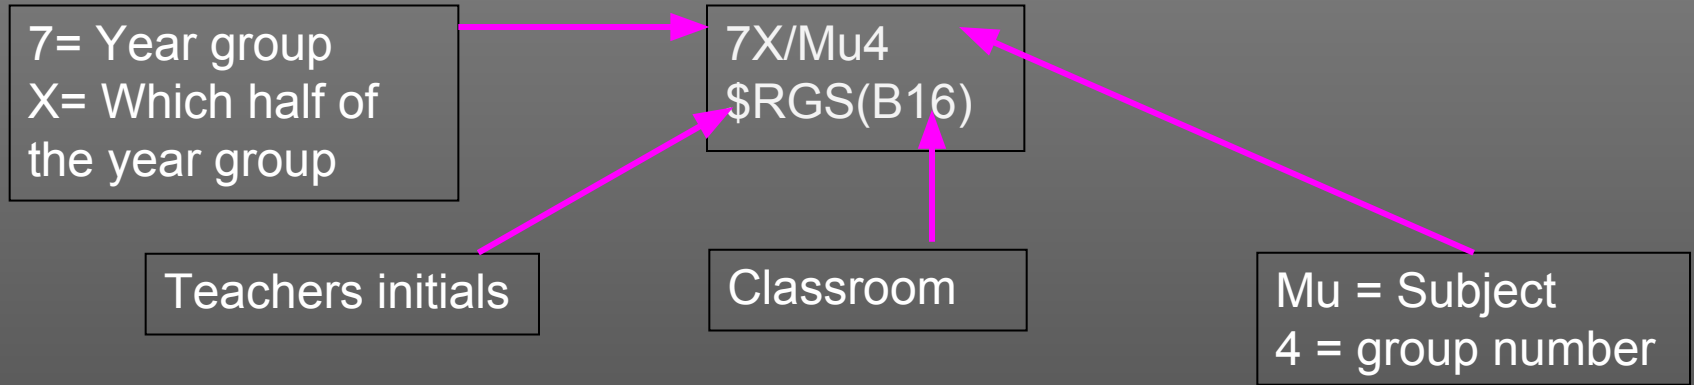 7= Year group
X= Which half of
the year group
7X/Mu4
$RGS(B16)
Teachers initials
Classroom
Mu = Subject
4 = group number